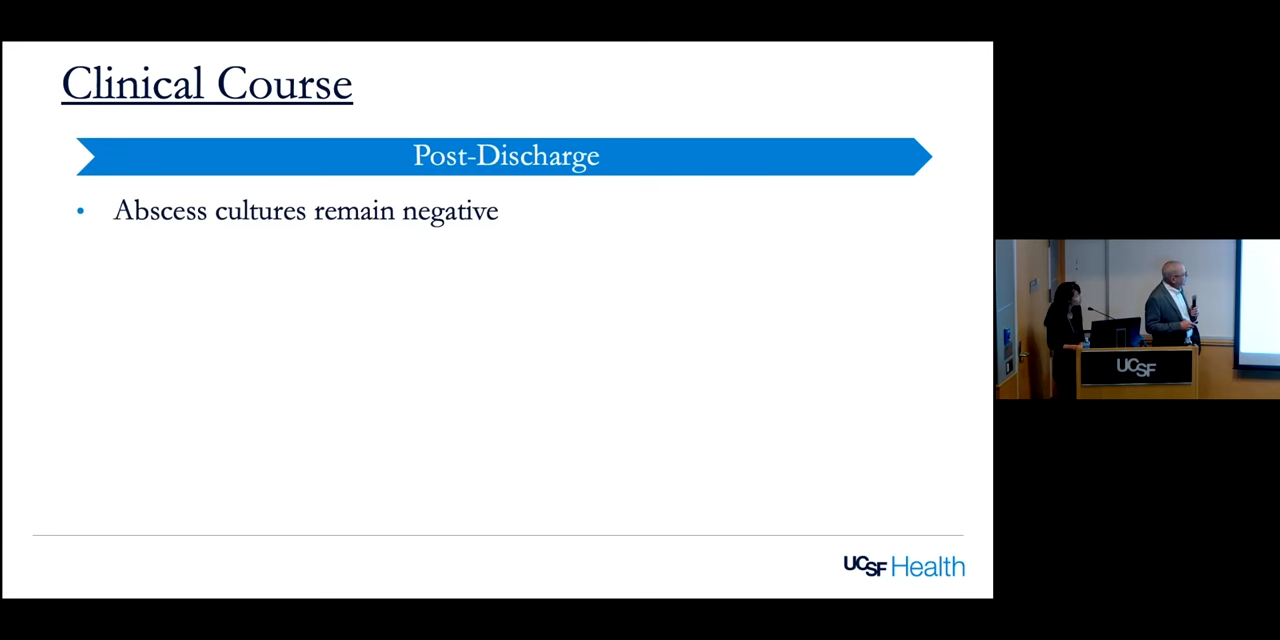 Clinical Course
Post-Discharge
• Abscess cultures remain negative
UCSF
UCSF Health